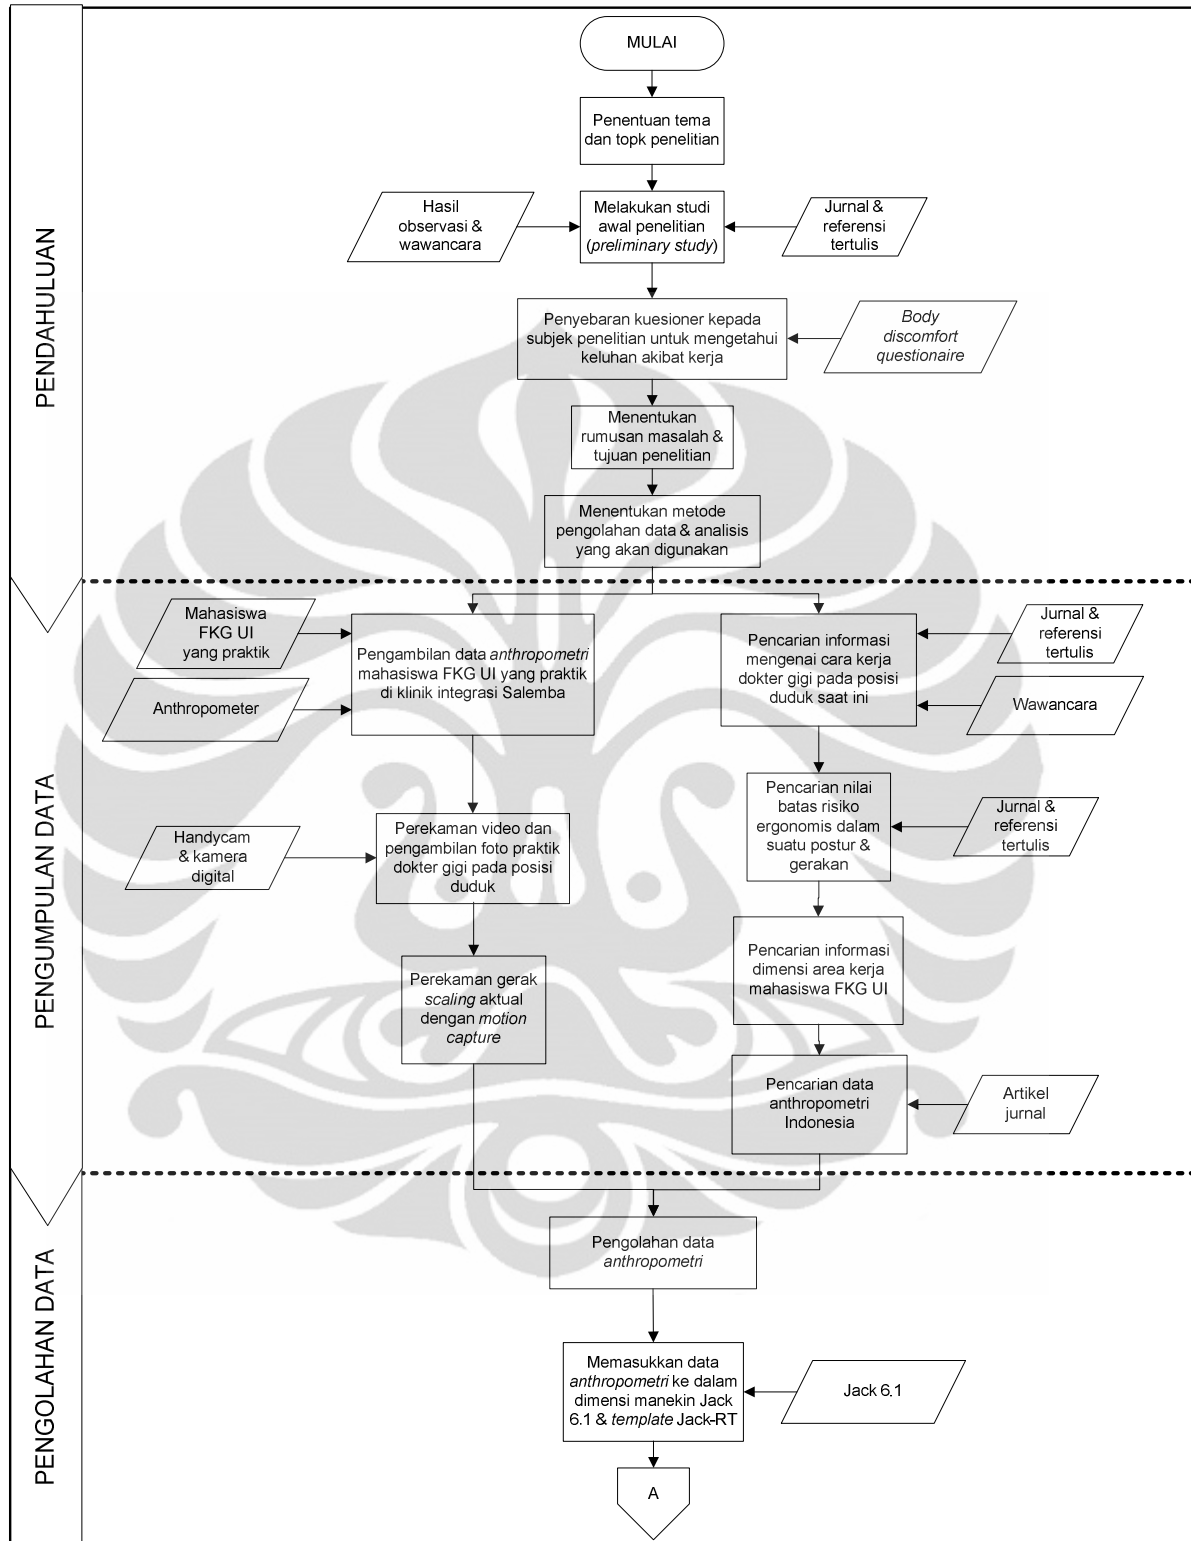 PENDAHULUAN
MULAI
Penentuan tema
dan topk penelitian
Hasil
observasi &
wawancara
Melakukan studi
awal penelitian
(preliminary study)
Jurnal &
referensi
tertulis
Penyebaran kuesioner kepada
subjek penelitian untuk mengetahui
keluhan akibat kerja
Body
discomfort
questionaire
Menentukan
rumusan masalah &
tujuan penelitian
Menentukan metode
pengolahan data & analisis
yang akan digunakan
PENGUMPULAN DATA
Mahasiswa
FKG UI
yang praktik
Anthropometer
Pengambilan data anthropometri
mahasiswa FKG UI yang praktik
di klinik integrasi Salemba
Pencarian informasi
mengenai cara kerja
dokter gigi pada posisi
duduk saat ini
Jurnal &
referensi
tertulis
Wawancara
Handycam
& kamera
digital
Perekaman video dan
pengambilan foto praktik
dokter gigi pada posisi
duduk
Pencarian nilai
batas risiko
ergonomis dalam
suatu postur &
gerakan
Jurnal &
referensi
tertulis
Perekaman gerak
scaling aktual
dengan motion
capture
Pencarian informasi
dimensi area kerja
mahasiswa FKG UI
Pencarian data
anthropometri
Indonesia
Artikel
jurnal
PENGOLAHAN DATA
Pengolahan data
anthropometri
Memasukkan data
anthropometri ke dalam
dimensi manekin Jack
6.1 & template Jack-RT
Jack 6.1
A